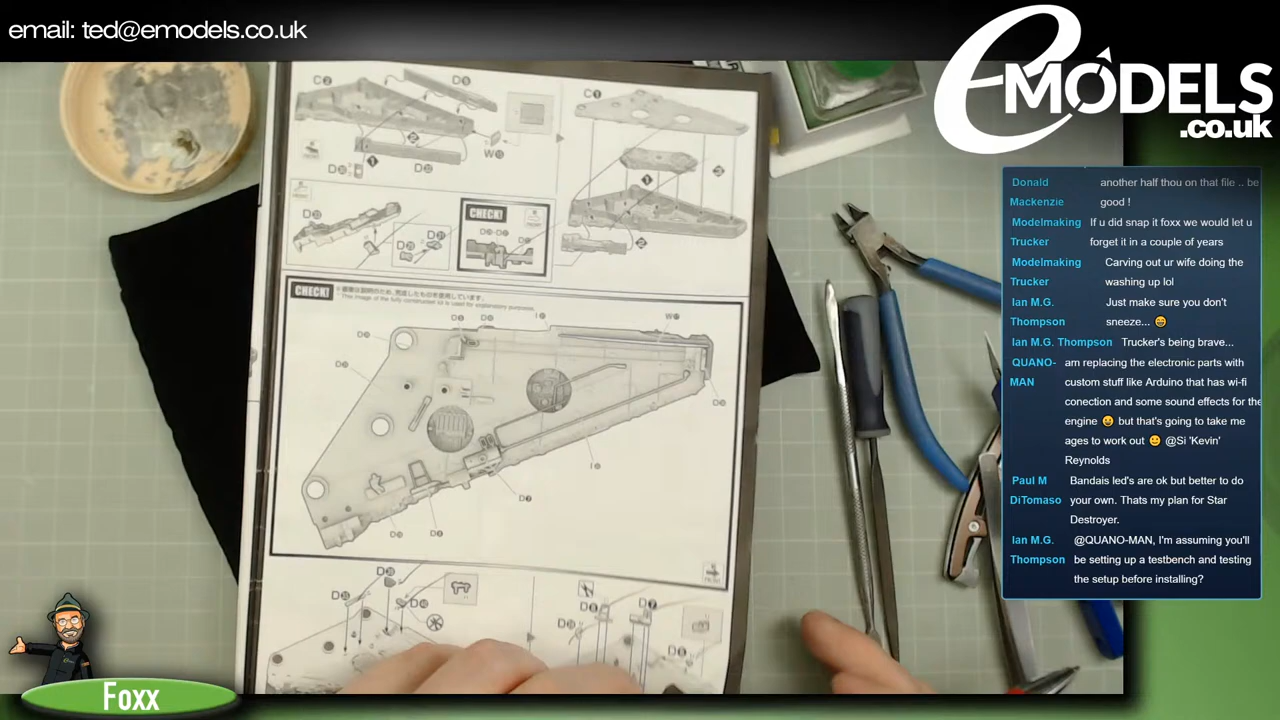 email: ted@emodels.co.uk
eMODELS
.co.uk
C
D
W
D
D
C
D
D
D
CHECK!
CHECK!
Donald Mackenzie another half thou on that file .. be
good !
Modelmaking Trucker If u did snap it foxx we would let u
forget it in a couple of years
Modelmaking Trucker Carving out ur wife doing the
washing up lol
Ian M.G. Thompson Just make sure you don't
sneeze... 😄
Ian M.G. Thompson Trucker's being brave...
QUANO-MAN am replacing the electronic parts with
custom stuff like Arduino that has wi-fi
conection and some sound effects for the
engine 😀 but that's going to take me
ages to work out 🙂 @Si 'Kevin'
Reynolds
Paul M DiTomaso Bandais led's are ok but better to do
your own. Thats my plan for Star
Destroyer.
Ian M.G. Thompson @QUANO-MAN, I'm assuming you'll
be setting up a testbench and testing
the setup before installing?
Foxx